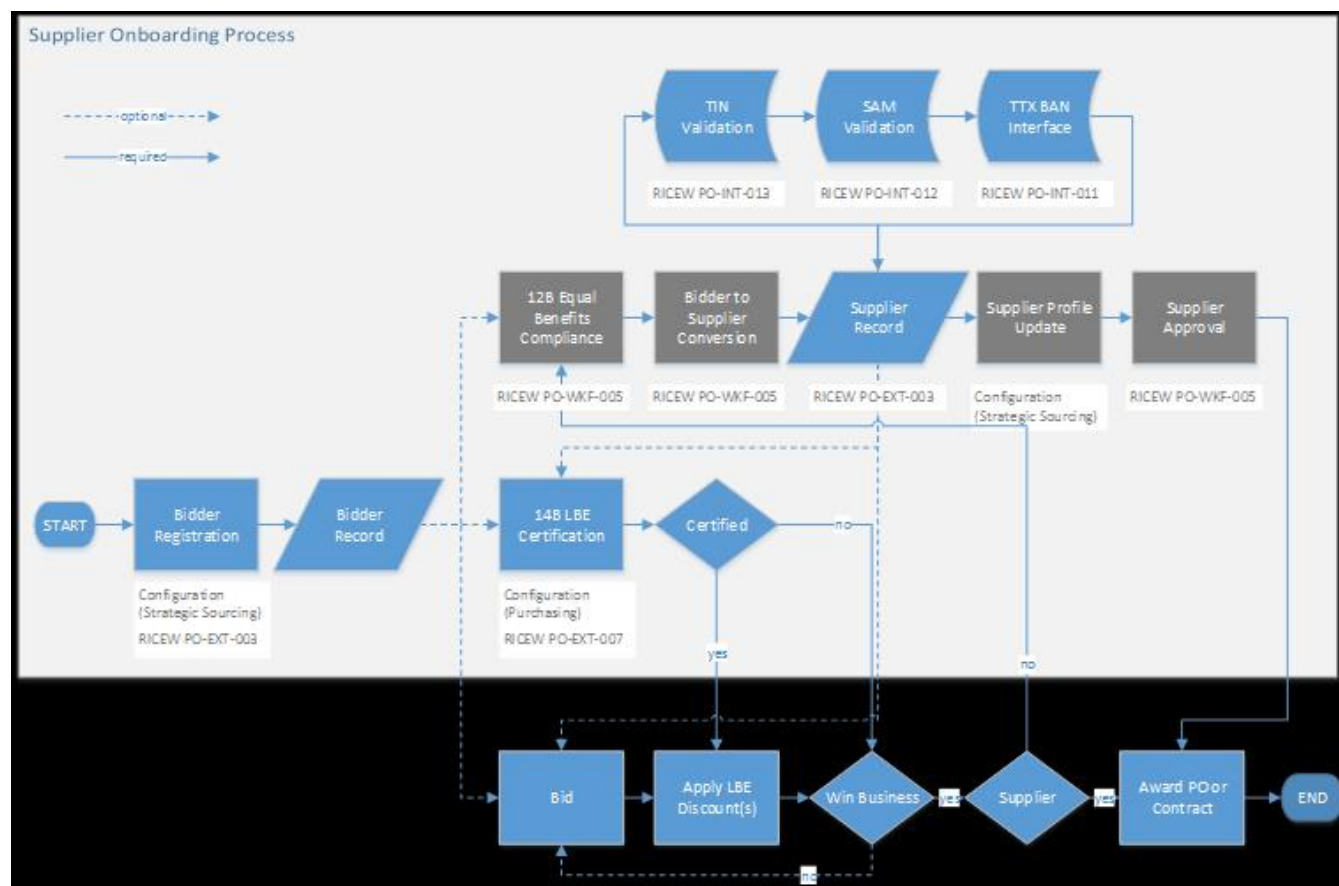 Supplier Onboarding Process
optional
required
TIN
Validation
SAM
Validation
TTX BAN
Interface
RICEW PO-INT-013
RICEW PO-INT-012
RICEW PO-INT-011
12B Equal
Benefits
Compliance
Bidder to
Supplier
Conversion
Supplier
Record
Supplier Profile
Update
Supplier
Approval
RICEW PO-WKF-005
RICEW PO-WKF-005
RICEW PO-EXT-003
Configuration
(Strategic Sourcing)
RICEW PO-WKF-005
START
Bidder
Registration
Bidder
Record
14B LBE
Certification
Certified
no
Configuration
(Strategic Sourcing)
RICEW PO-EXT-003
Configuration
(Purchasing)
RICEW PO-EXT-007
yes
no
Bid
Apply LBE
Discount(s)
Win Business
yes
Supplier
yes
Award PO or
Contract
END
no